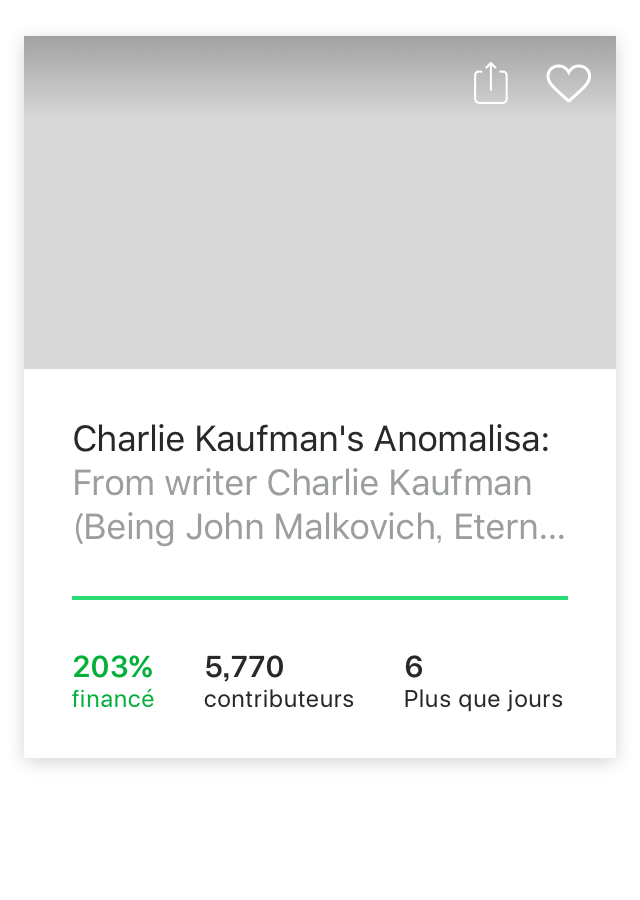 Charlie Kaufman's Anomalisa:
From writer Charlie Kaufman
(Being John Malkovich, Etern...
203% 5,770 6
financé contributeurs Plus que jours